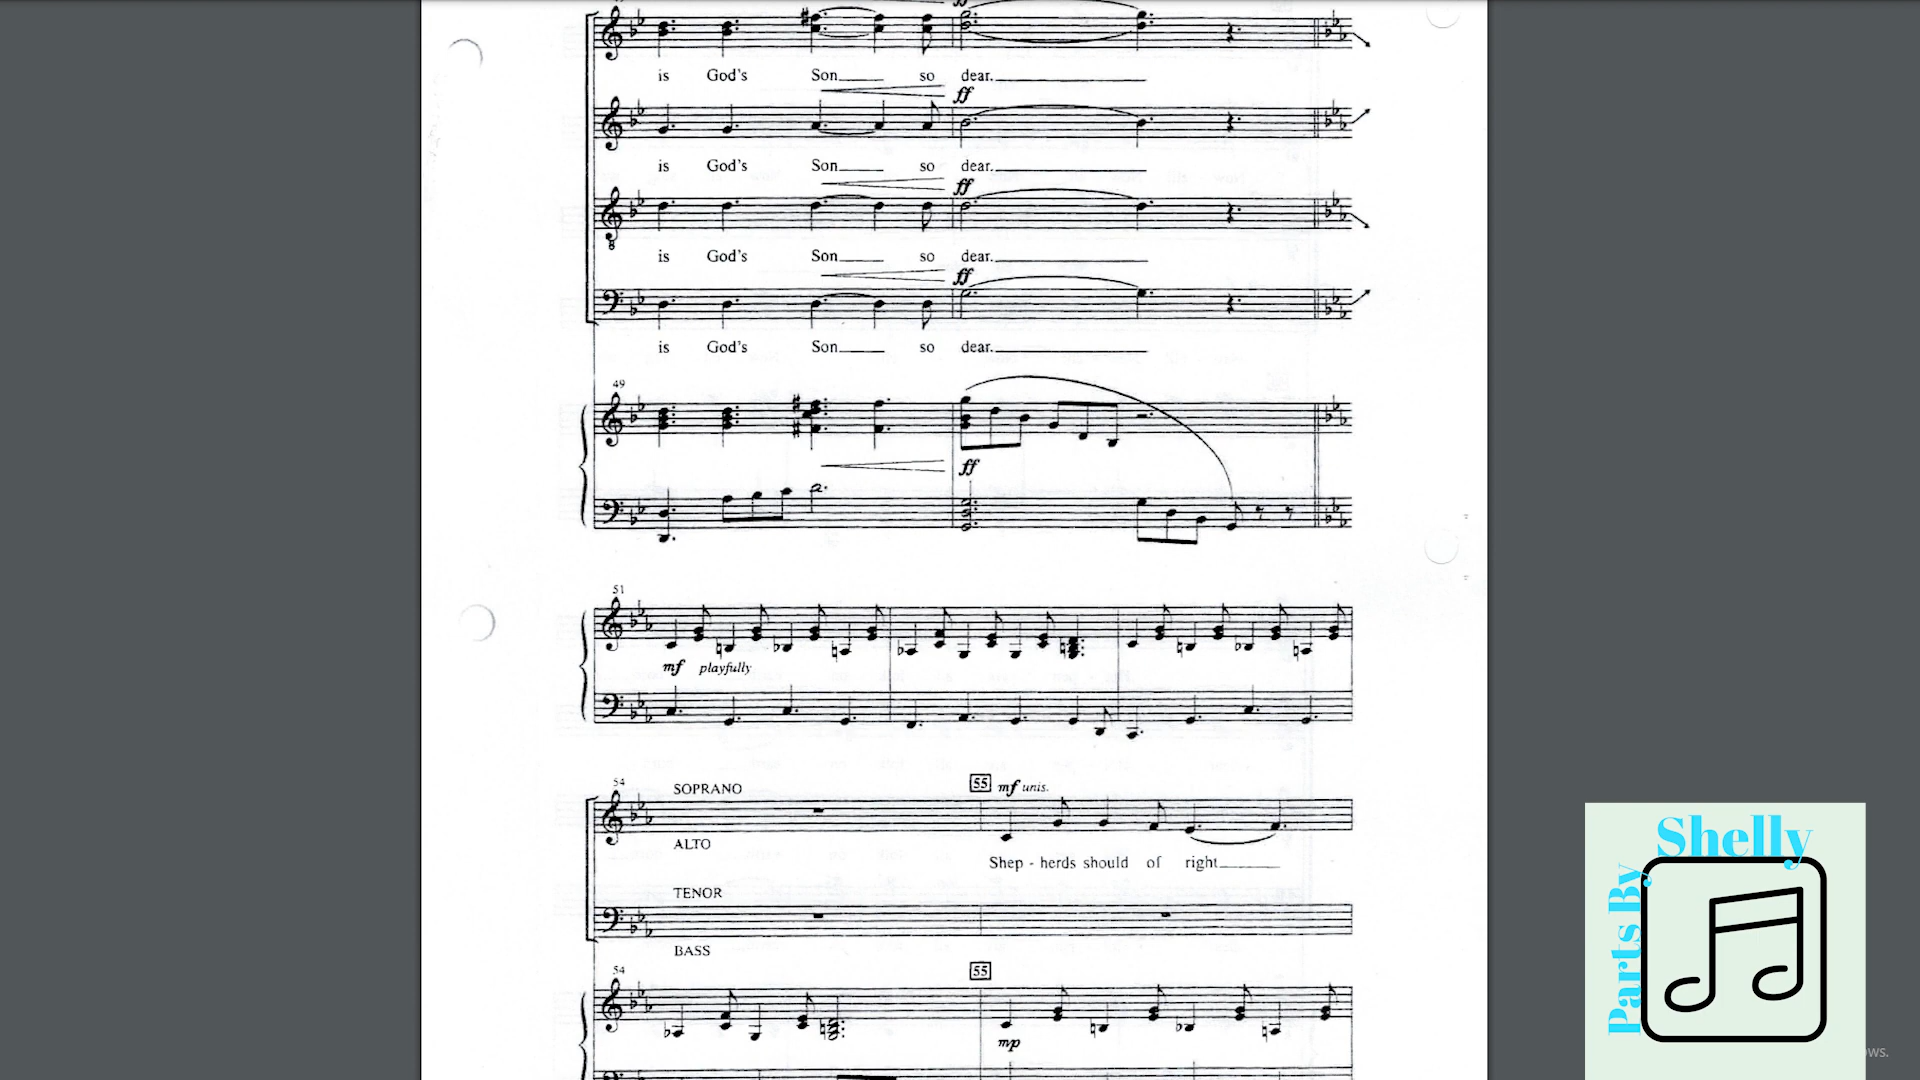 is God's Son so dear.
ff
is God's Son so dear.
ff
is God's Son so dear.
ff
is God's Son so dear.
49
ff
51
mf playfully
54
SOPRANO
55 mf unis.
ALTO
Shep - herds should of right
TENOR
BASS
54
55
mp
Parts By
Shelly